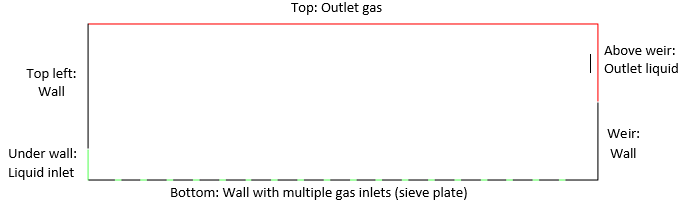 Top: Outlet gas
Above weir:
Outlet liquid
Top left:
Wall
Weir:
Wall
Under wall:
Liquid inlet
Bottom: Wall with multiple gas inlets (sieve plate)